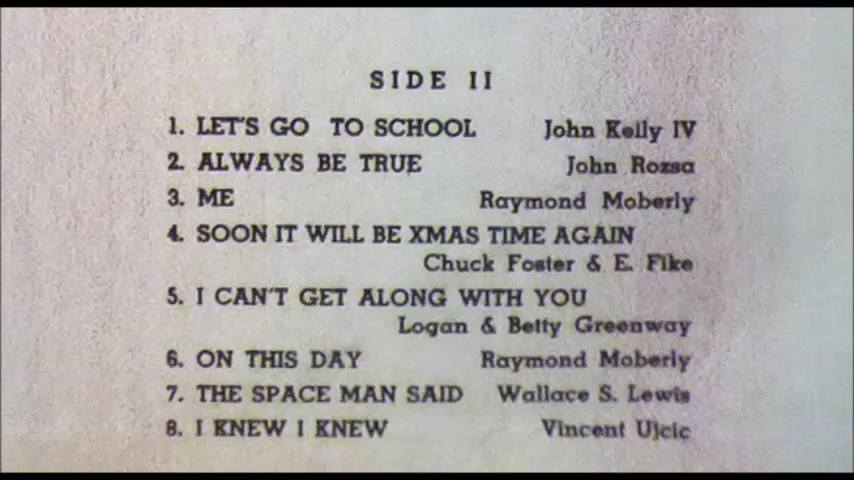 SIDE II
1. LET'S GO TO SCHOOL John Kelly IV
2. ALWAYS BE TRUE John Rozsa
3. ME Raymond Moberly
4. SOON IT WILL BE XMAS TIME AGAIN
Chuck Foster & E. Fike
5. I CAN'T GET ALONG WITH YOU
Logan & Betty Greenway
6. ON THIS DAY Raymond Moberly
7. THE SPACE MAN SAID Wallace S. Lewis
8. I KNEW I KNEW Vincent Ujcic